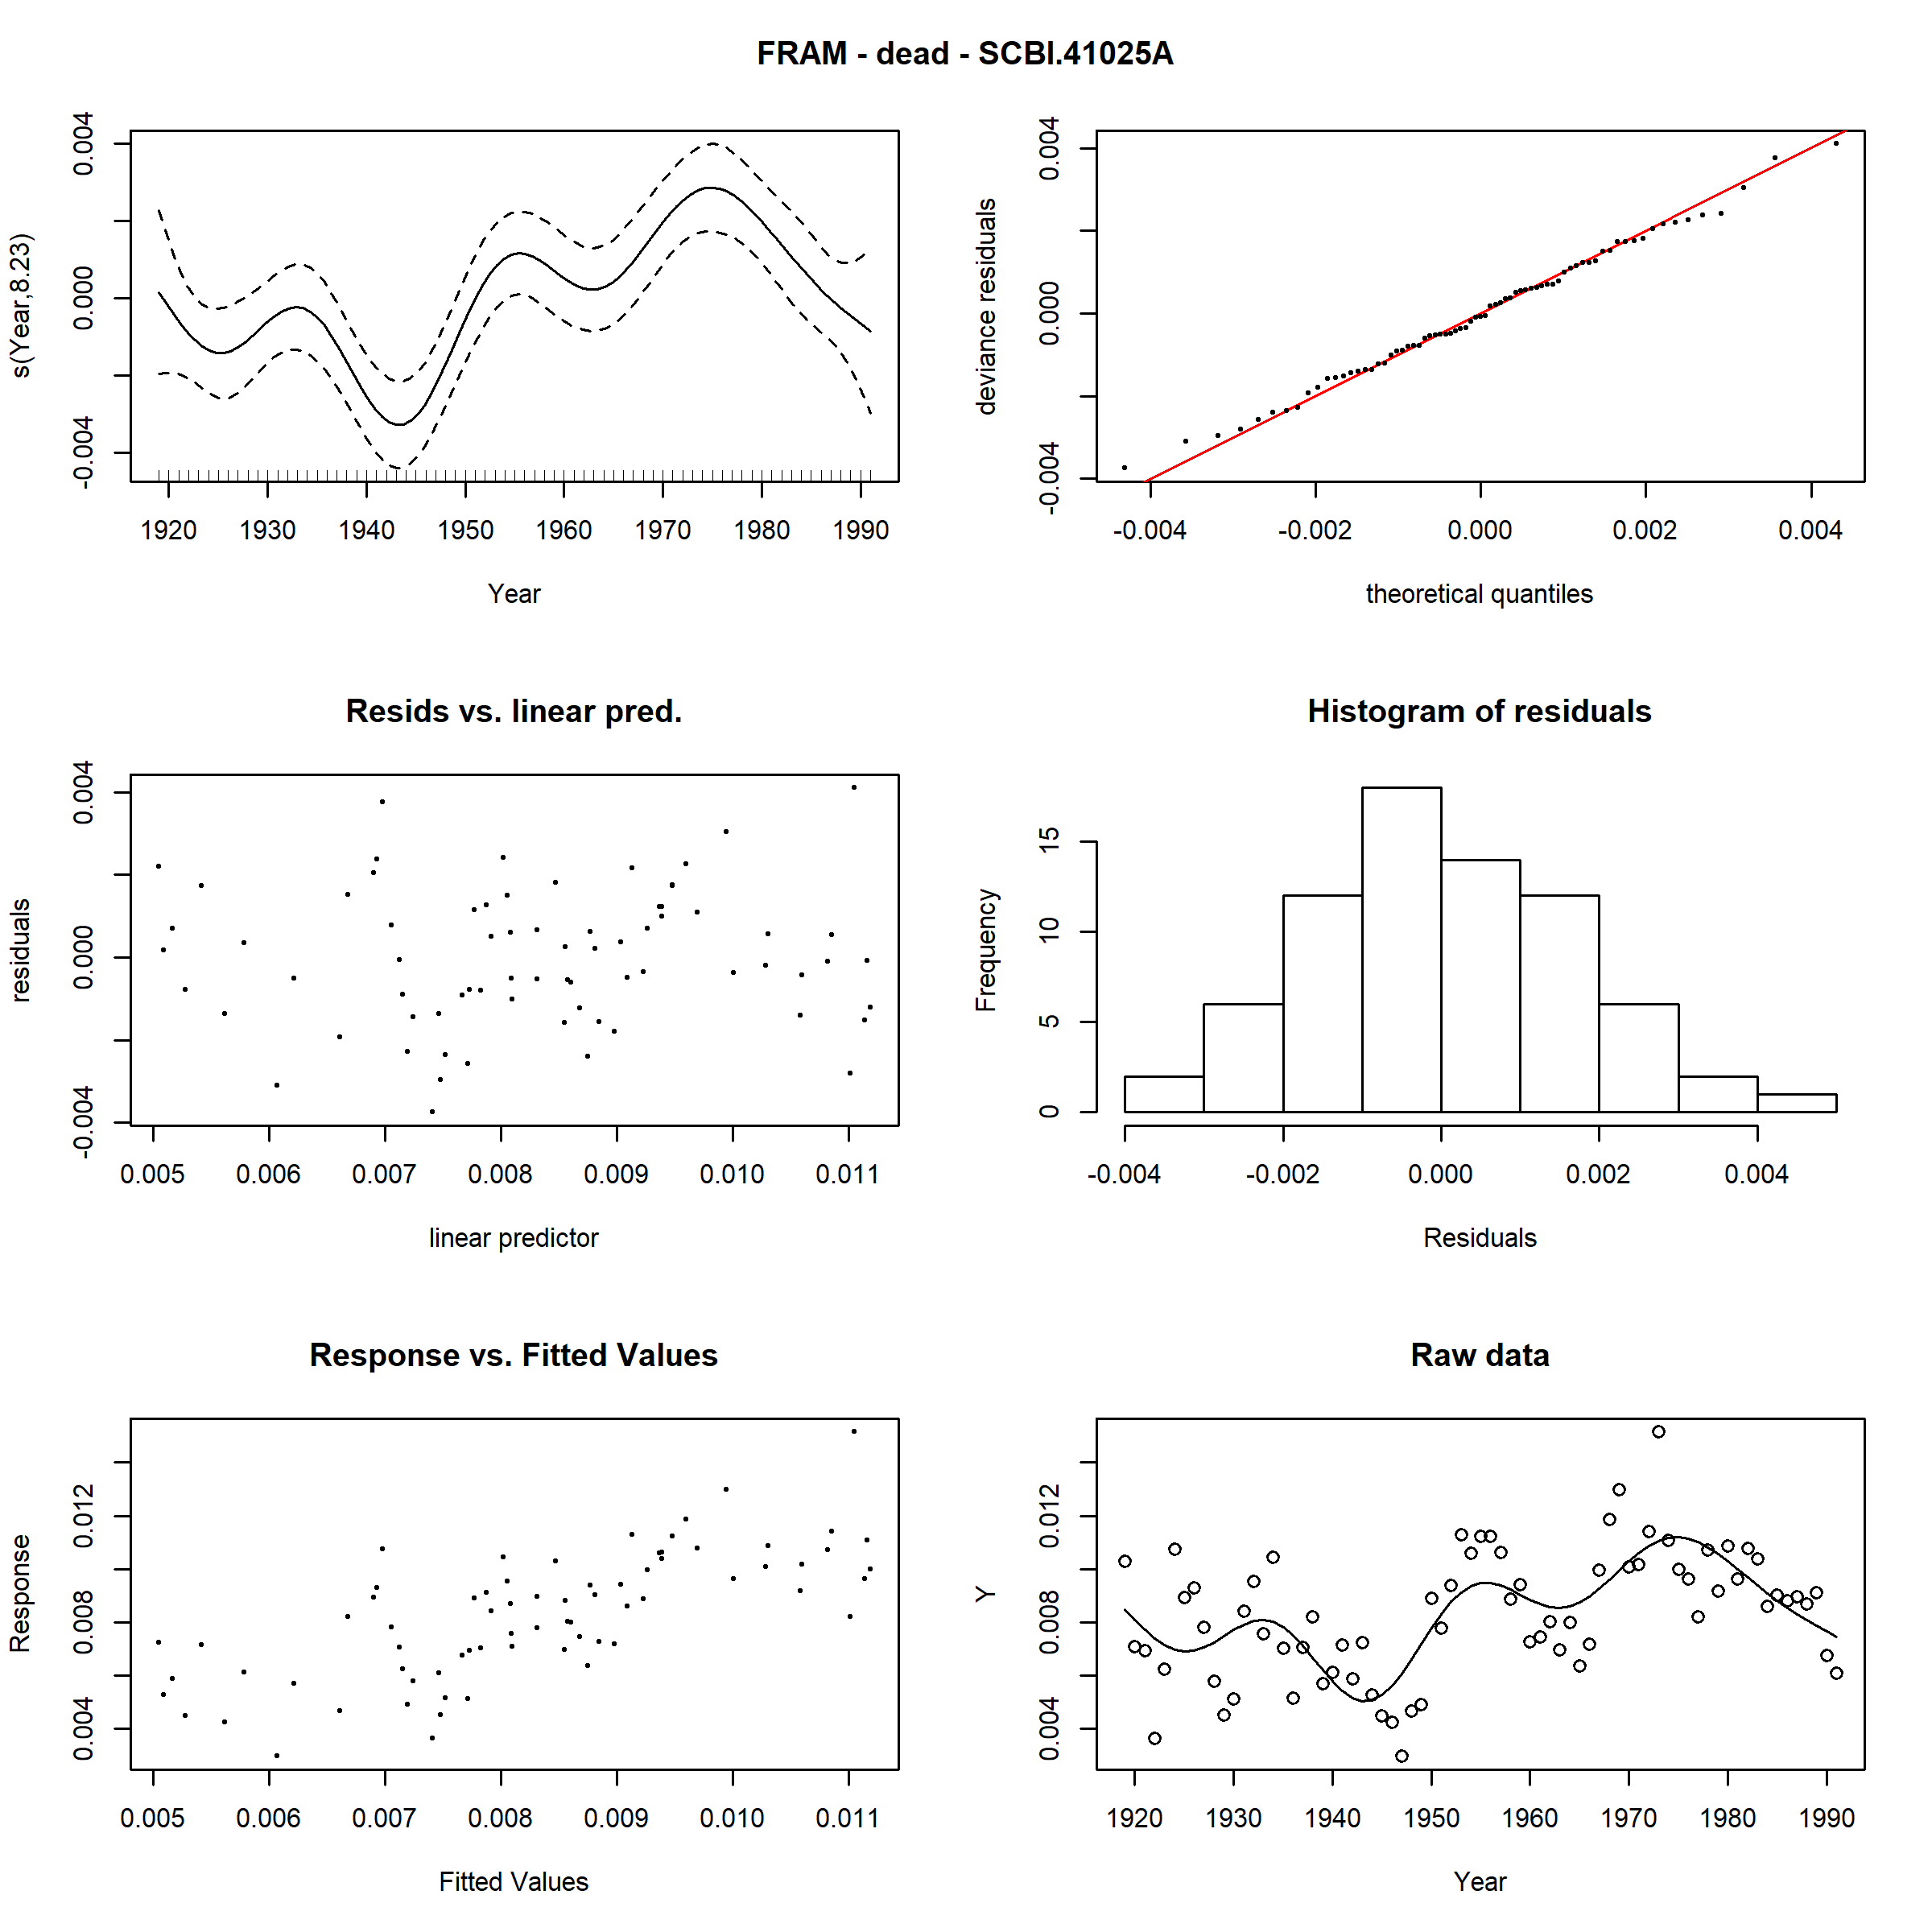 FRAM - dead - SCBI.41025A
s(Year,8.23)
-0.004 0.000 0.004
1920 1930 1940 1950 1960 1970 1980 1990
Year
deviance residuals
-0.004 0.000 0.004
-0.004 -0.002 0.000 0.002 0.004
theoretical quantiles
Resids vs. linear pred.
residuals
-0.004 0.000 0.004
0.005 0.006 0.007 0.008 0.009 0.010 0.011
linear predictor
Histogram of residuals
Frequency
0 5 10 15
-0.004 -0.002 0.000 0.002 0.004
Residuals
Response vs. Fitted Values
Response
0.004 0.008 0.012
0.005 0.006 0.007 0.008 0.009 0.010 0.011
Fitted Values
Raw data
Y
0.004 0.008 0.012
1920 1930 1940 1950 1960 1970 1980 1990
Year